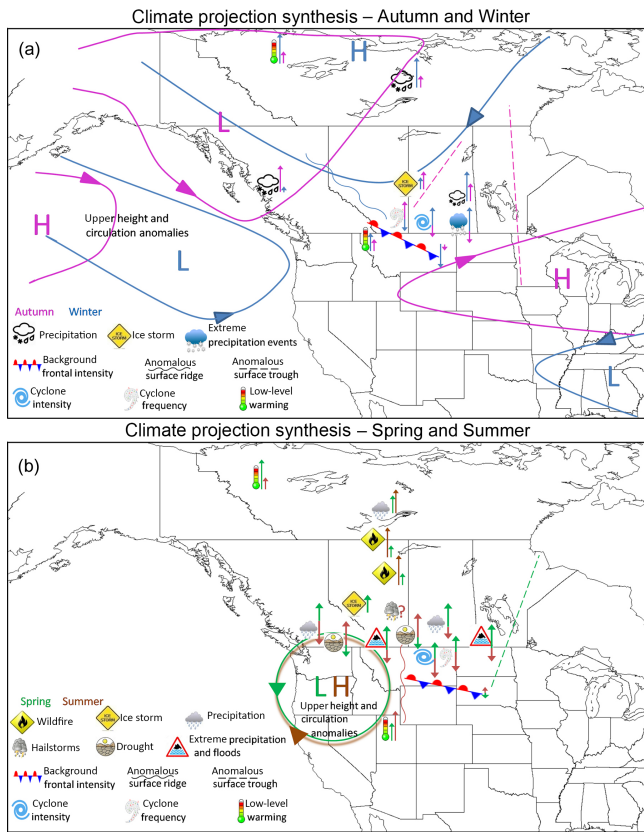 Climate projection synthesis – Autumn and Winter
(a)
H
L
ICE
STORM
H
Upper height and
circulation anomalies
L
H
L
Autumn Winter
Precipitation
ICE
STORM
Ice storm
Extreme
precipitation events
Background
frontal intensity
Anomalous
surface ridge
Anomalous
surface trough
Cyclone
intensity
Cyclone
frequency
Low-level
warming
Climate projection synthesis – Spring and Summer
(b)
ICE
STORM
?
L H
Upper height and
circulation anomalies
Spring Summer
Wildfire
ICE
STORM
Ice storm
Precipitation
Hailstorms
Drought
Extreme precipitation
and floods
Background
frontal intensity
Anomalous
surface ridge
Anomalous
surface trough
Cyclone
intensity
Cyclone
frequency
Low-level
warming